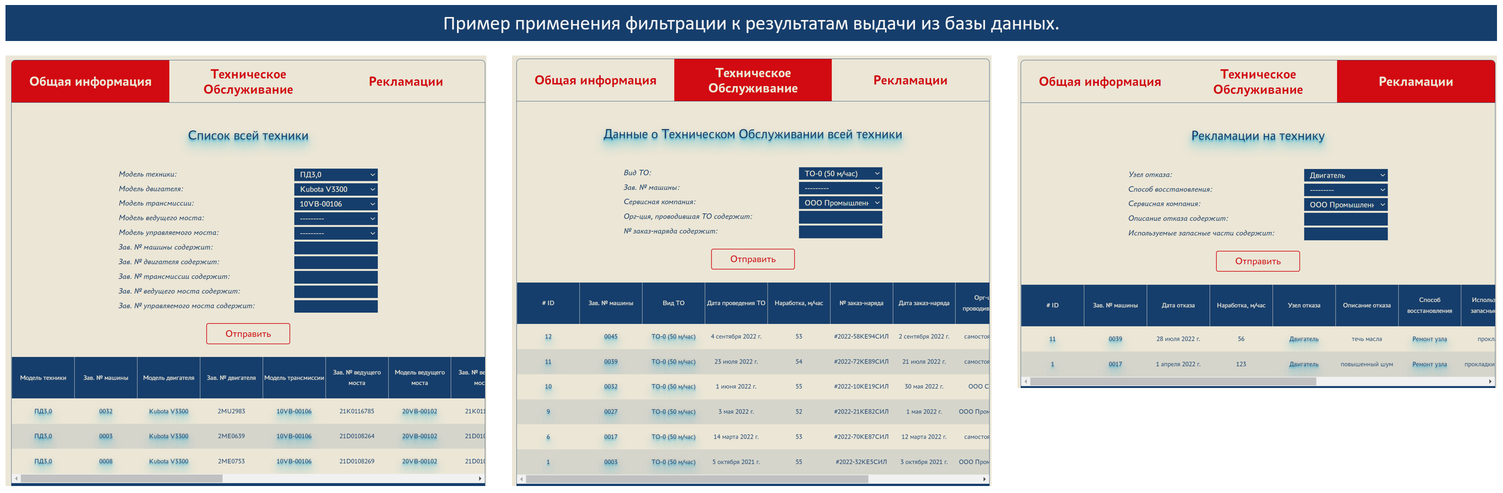 Пример применения фильтрации к результатам выдачи из базы данных.
Общая информация
Техническое
Обслуживание
Рекламации
Список всей техники
Модель техники: ПД3,0
Модель двигателя: Kubota V3300
Модель трансмиссии: 10VB-00106
Модель ведущего моста: ---------
Модель управляемого моста: ---------
Зав. № машины содержит:
Зав. № двигателя содержит:
Зав. № трансмиссии содержит:
Зав. № ведущего моста содержит:
Зав. № управляемого моста содержит:
Отправить
Модель техники Зав. № машины Модель двигателя Зав. № двигателя Модель трансмиссии Зав. № ведущего моста Модель ведущего моста Зав. № ве мос
ПД3,0 0032 Kubota V3300 2MU2983 10VB-00106 21K0116785 20VB-00102 21K01
ПД3,0 0003 Kubota V3300 2ME0639 10VB-00106 21D0108264 20VB-00102 21D010
ПД3,0 0008 Kubota V3300 2ME0753 10VB-00106 21D0108269 20VB-00102 21D010
Общая информация
Техническое
Обслуживание
Рекламации
Данные о Техническом Обслуживании всей техники
Вид ТО: ТО-0 (50 м/час)
Зав. № машины: ---------
Сервисная компания: ООО Промышлен
Орг-ция, проводившая ТО содержит:
№ заказ-наряда содержит:
Отправить
# ID Зав. № машины Вид ТО Дата проведения ТО Наработка, м/час № заказ-наряда Дата заказ-наряда Орг-ц проводив
12 0045 ТО-0 (50 м/час) 4 сентября 2022 г. 53 #2022-58КЕ94СИЛ 2 сентября 2022 г. самостоя
11 0039 ТО-0 (50 м/час) 23 июля 2022 г. 54 #2022-72КЕ89СИЛ 21 июля 2022 г. самостоя
10 0032 ТО-0 (50 м/час) 1 июня 2022 г. 55 #2022-10КЕ19СИЛ 30 мая 2022 г. ООО С
9 0027 ТО-0 (50 м/час) 3 мая 2022 г. 52 #2022-21КЕ82СИЛ 1 мая 2022 г. ООО Пром
6 0017 ТО-0 (50 м/час) 14 марта 2022 г. 53 #2022-70КЕ87СИЛ 12 марта 2022 г. самостоя
1 0003 ТО-0 (50 м/час) 5 октября 2021 г. 55 #2022-32КЕ5СИЛ 3 октября 2021 г. ООО Пром
Общая информация
Техническое
Обслуживание
Рекламации
Рекламации на технику
Узел отказа: Двигатель
Способ восстановления: ---------
Сервисная компания: ООО Промышлен
Описание отказа содержит:
Используемые запасные части содержит:
Отправить
# ID Зав. № машины Дата отказа Наработка, м/час Узел отказа Описание отказа Способ восстановления Использ запасны
11 0039 28 июля 2022 г. 56 Двигатель течь масла Ремонт узла прокл
1 0017 1 апреля 2022 г. 123 Двигатель повышенный шум Ремонт узла прокладки